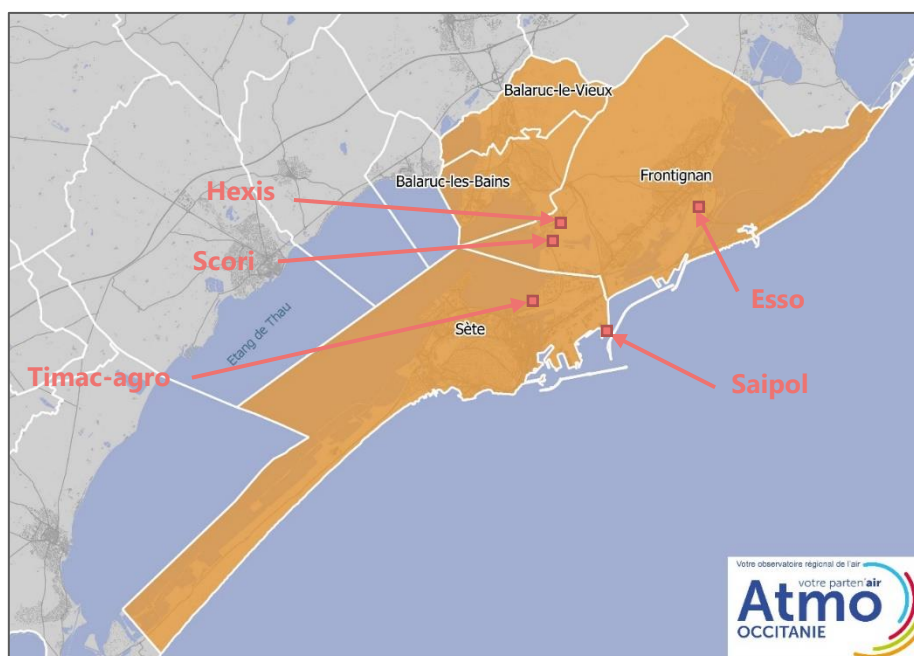 Balaruc-le-Vieux
Balaruc-les-Bains
Frontignan
Hexis
Scori
Esso
Etang de Thau
Sète
Timac-agro
Saipol
Votre observatoire régional de l'air
votre parten'air
Atmo
OCCITANIE